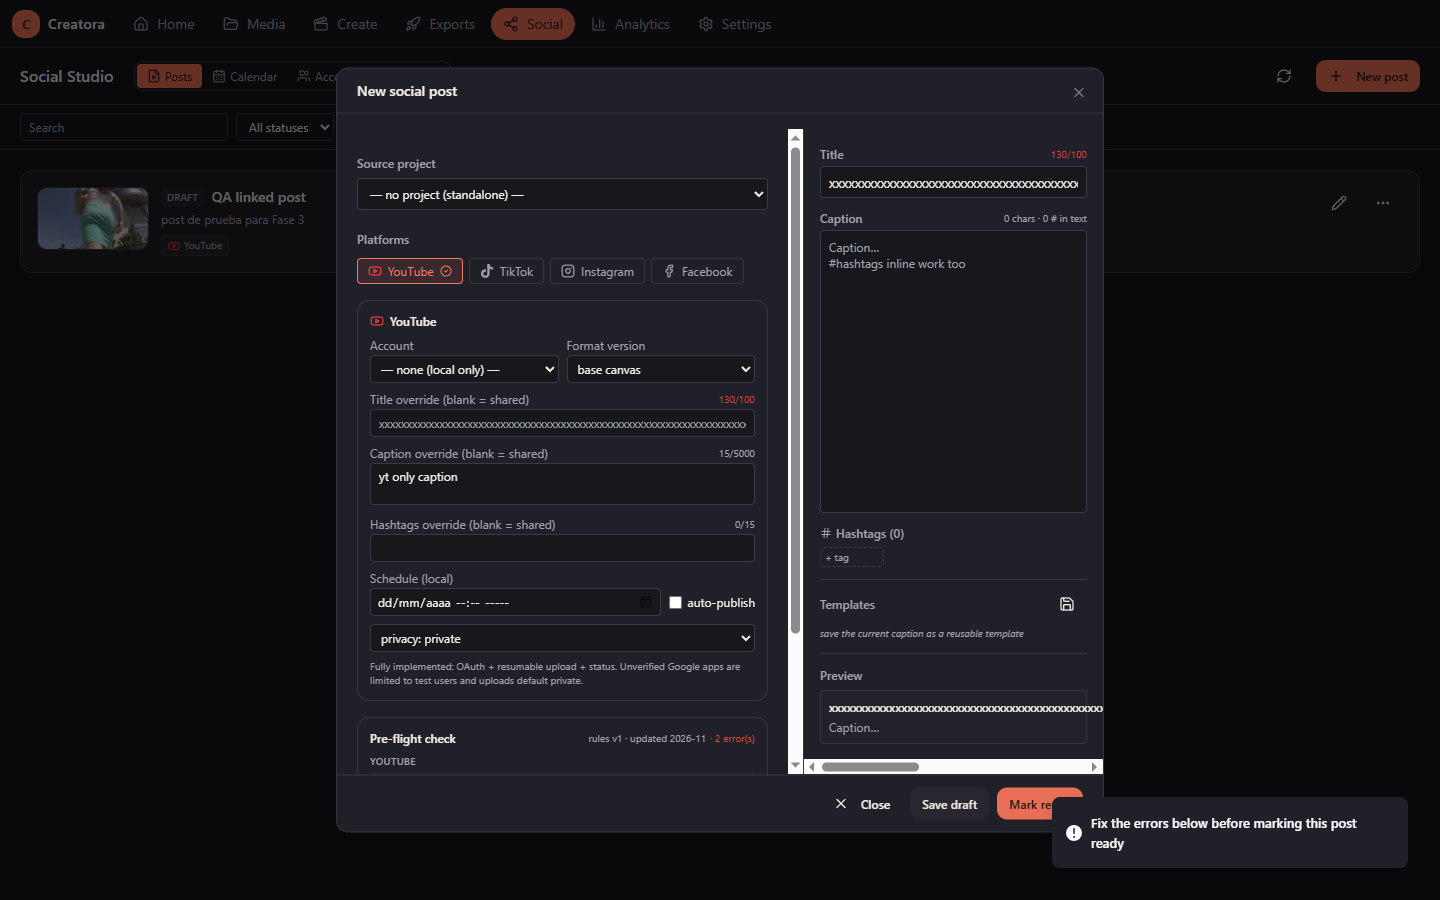 C Creatora Home Media Create Exports Social Analytics Settings
Social Studio Posts Calendar New post
Search All statuses
DRAFT QA linked post
post de prueba para Fase 3
YouTube
New social post
Source project
— no project (standalone) —
Platforms
YouTube TikTok Instagram Facebook
YouTube
Account Format version
— none (local only) — base canvas
Title override (blank = shared) 130/100
Caption override (blank = shared) 15/5000
yt only caption
Hashtags override (blank = shared) 0/15
Schedule (local)
dd/mm/aaaa --:-- ----- auto-publish
privacy: private
Fully implemented: OAuth + resumable upload + status. Unverified Google apps are
limited to test users and uploads default private.
Pre-flight check rules v1 · updated 2026-11 · 2 error(s)
YOUTUBE
Title 130/100
Caption 0 chars · 0 # in text
Caption...
#hashtags inline work too
# Hashtags (0)
+ tag
Templates
save the current caption as a reusable template
Preview
Caption...
Close Save draft Mark
Fix the errors below before marking this post
ready